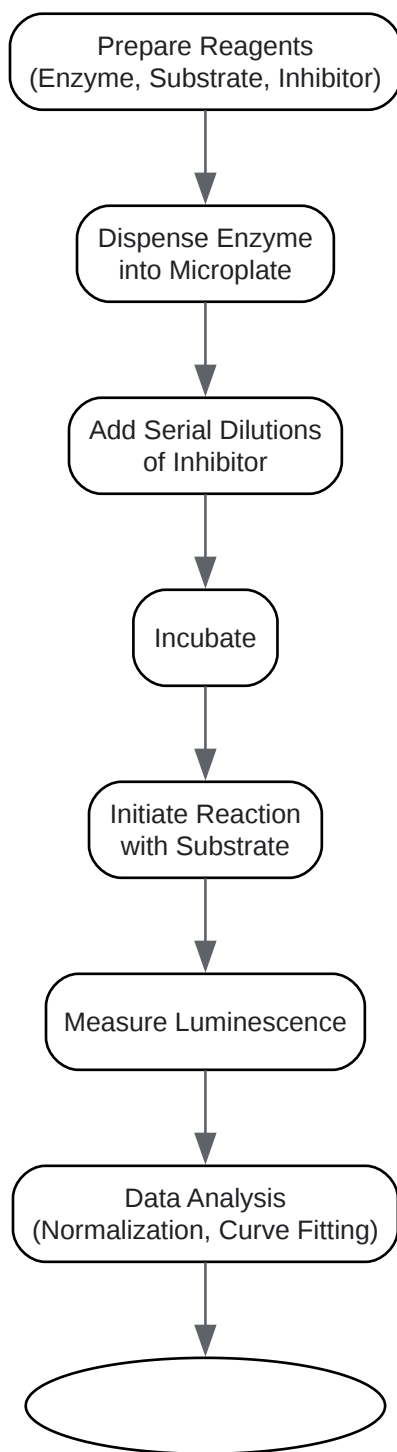 Prepare Reagents
(Enzyme, Substrate, Inhibitor)
Dispense Enzyme
into Microplate
Add Serial Dilutions
of Inhibitor
Incubate
Initiate Reaction
with Substrate
Measure Luminescence
Data Analysis
(Normalization, Curve Fitting)